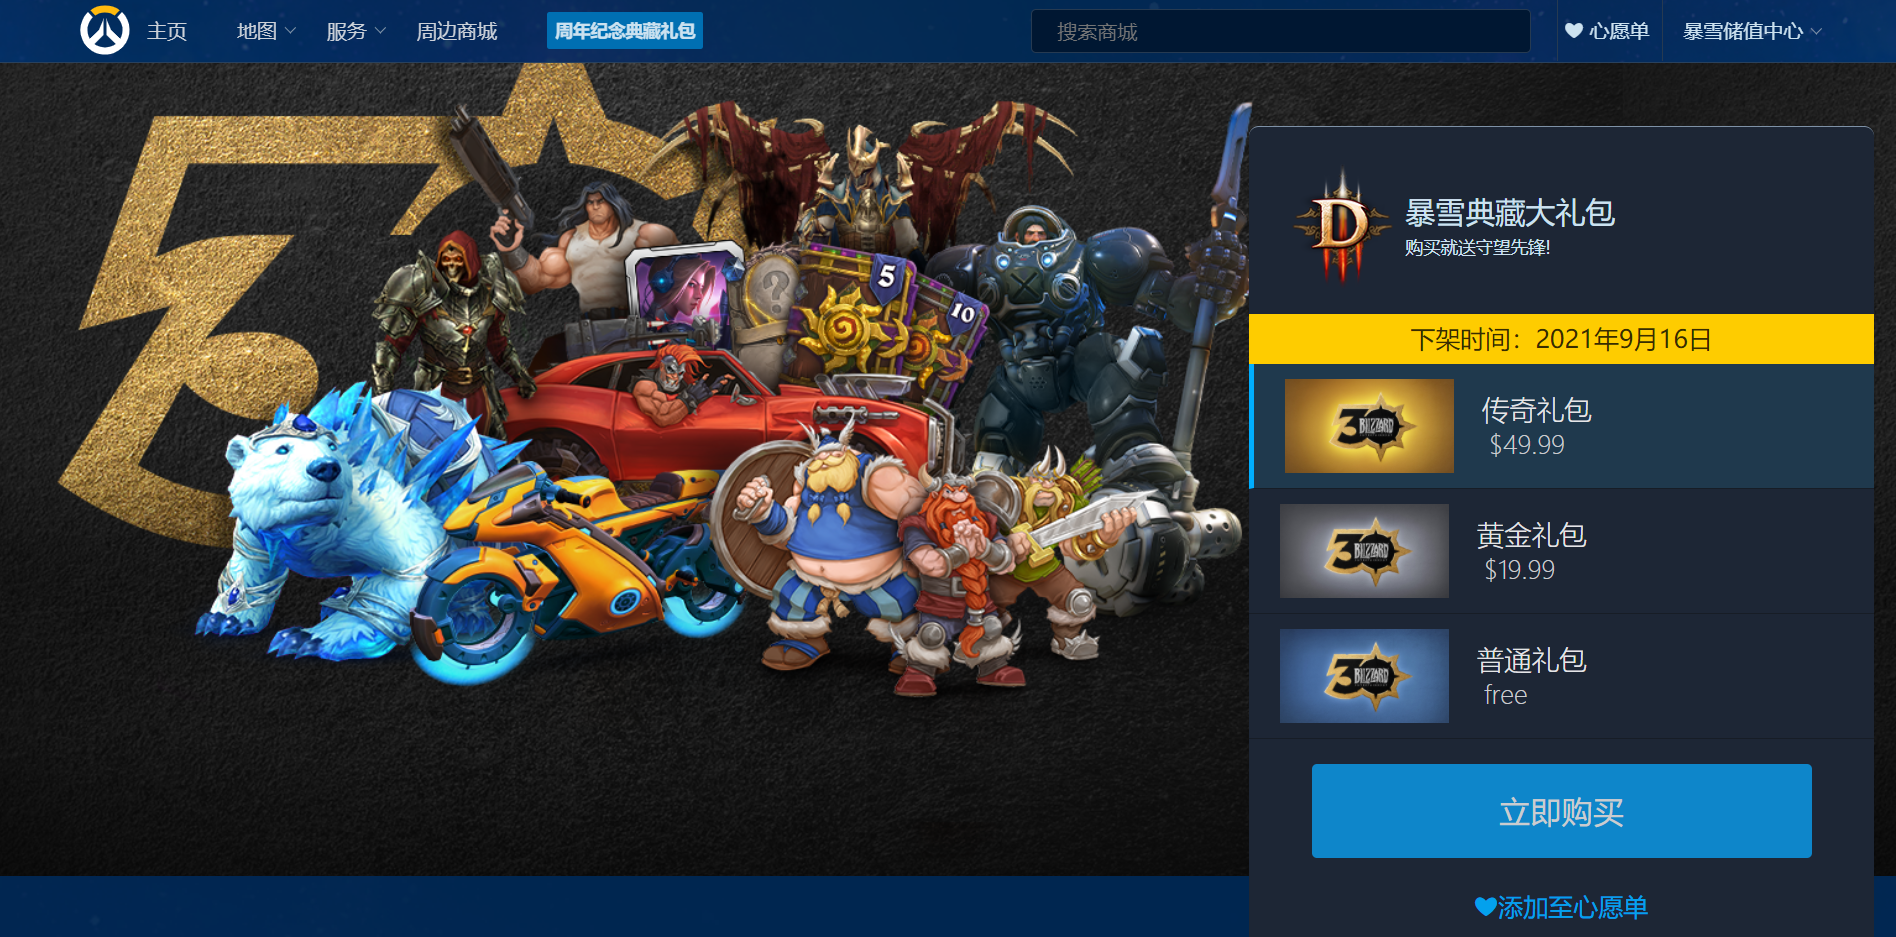 主页
地图
服务
周边商城
周年纪念典藏礼包
搜索商城
心愿单
暴雪储值中心
5
10
暴雪典藏大礼包
购买就送守望先锋!
下架时间：2021年9月16日
BLIZZARD
传奇礼包
$49.99
BLIZZARD
黄金礼包
$19.99
BLIZZARD
普通礼包
free
立即购买
添加至心愿单